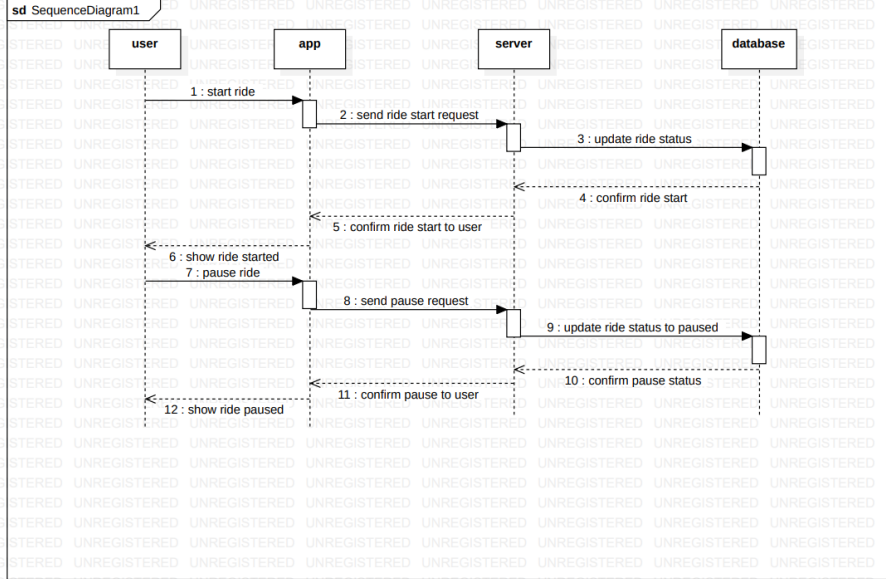 sd SequenceDiagram1
user app server database
1 : start ride
2 : send ride start request
3 : update ride status
4 : confirm ride start
5 : confirm ride start to user
6 : show ride started
7 : pause ride
8 : send pause request
9 : update ride status to paused
10 : confirm pause status
11 : confirm pause to user
12 : show ride paused
UNREGISTERED